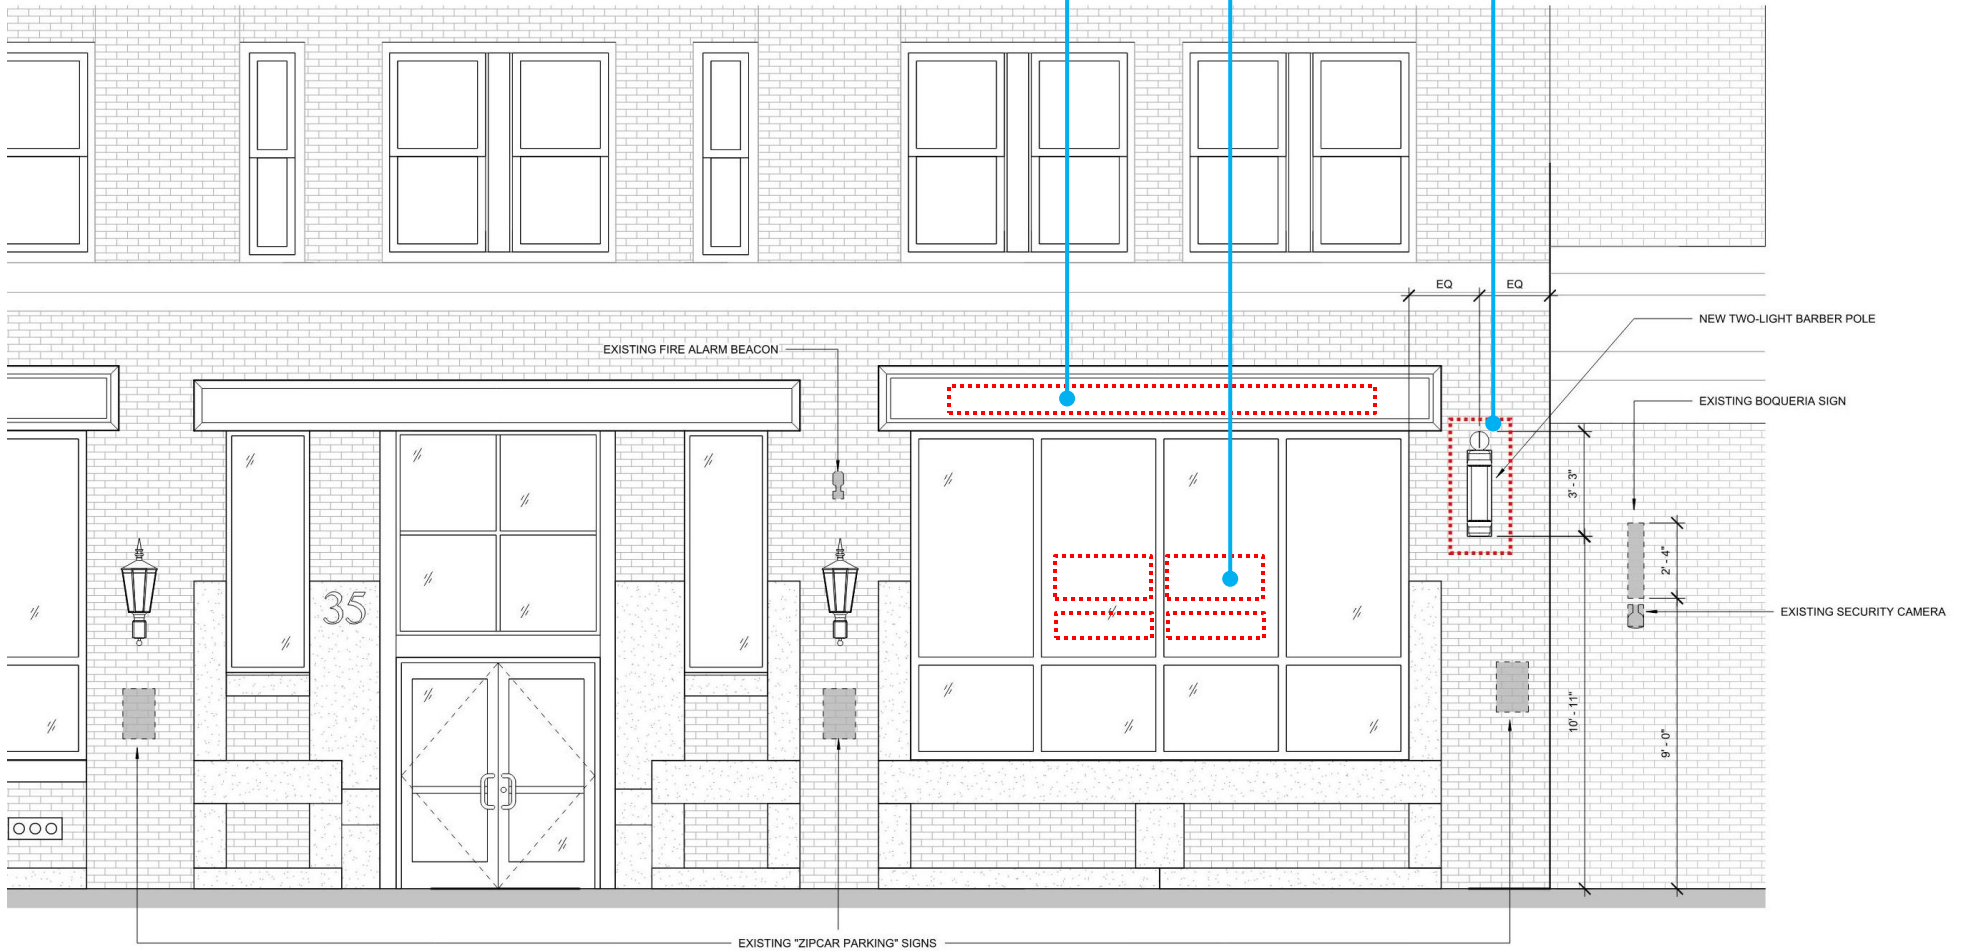 EQ
EQ
NEW TWO-LIGHT BARBER POLE
EXISTING FIRE ALARM BEACON
EXISTING BOQUERIA SIGN
3' - 3"
2' - 4"
35
EXISTING SECURITY CAMERA
10' - 11"
9' - 0"
EXISTING "ZIPCAR PARKING" SIGNS